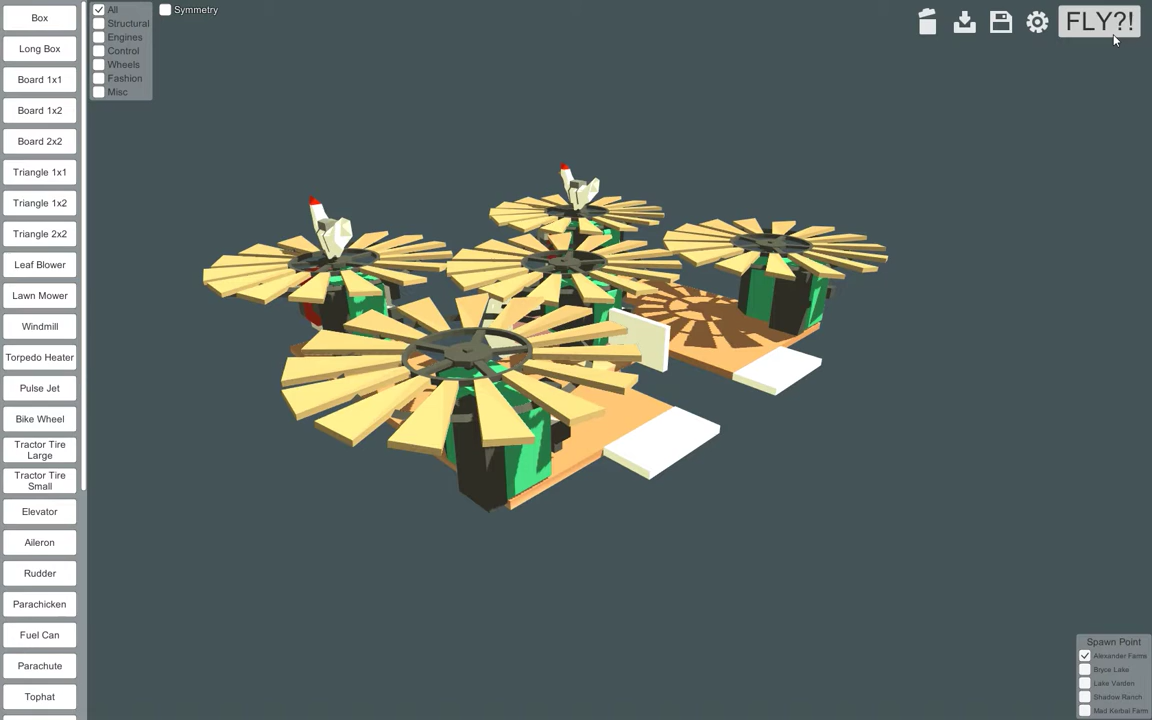 Box
Long Box
Board 1x1
Board 1x2
Board 2x2
Triangle 1x1
Triangle 1x2
Triangle 2x2
Leaf Blower
Lawn Mower
Windmill
Torpedo Heater
Pulse Jet
Bike Wheel
Tractor Tire
Large
Tractor Tire
Small
Elevator
Aileron
Rudder
Parachicken
Fuel Can
Parachute
Tophat
All
Structural
Engines
Control
Wheels
Fashion
Misc
Symmetry
FLY?!
Spawn Point
Alexander Farms
Bryce Lake
Lake Varden
Shadow Ranch
Mad Kerbal Farm